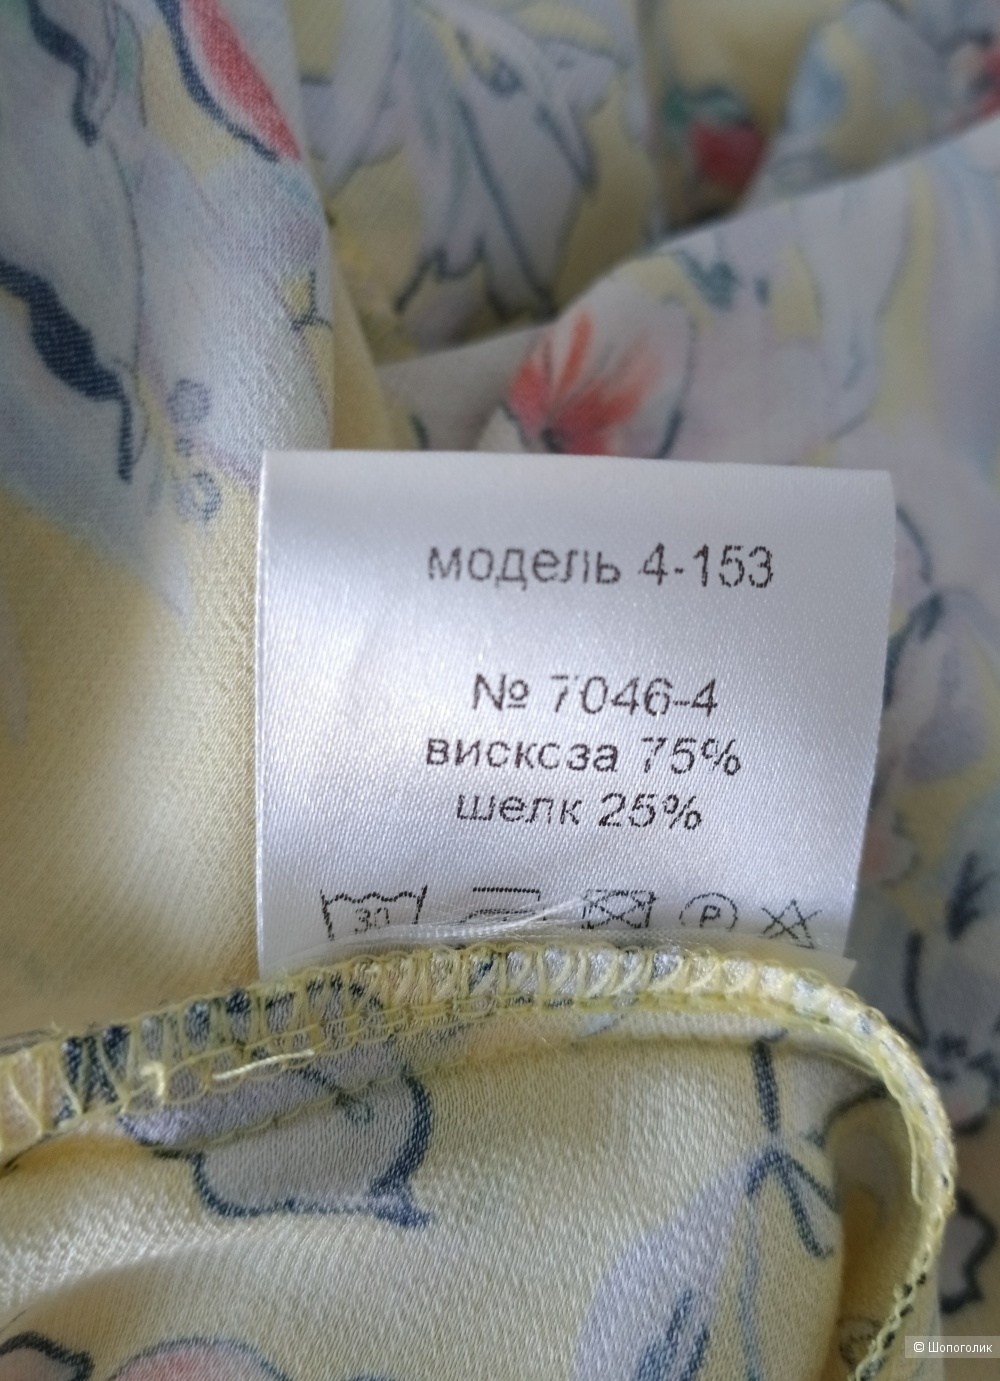 модель 4-153
№ 7046-4
вискоза 75%
шелк 25%
30 P
© Шопоголик